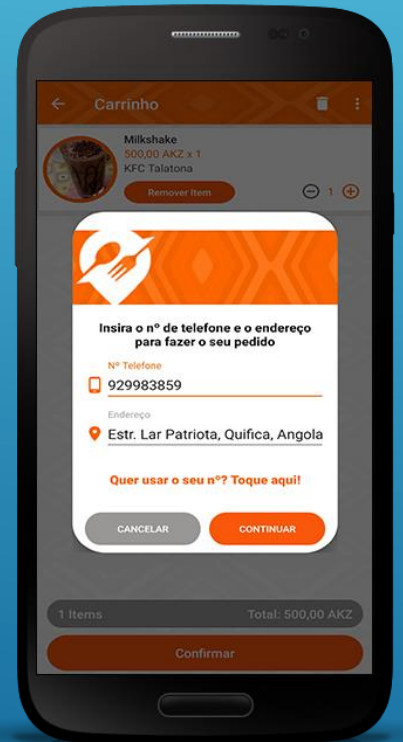 Carrinho
Milkshake
500,00 AKZ x 1
KFC Talatona
Remover Item
1
Insira o nº de telefone e o endereço
para fazer o seu pedido
Nº Telefone
929983859
Endereço
Estr. Lar Patriota, Quifica, Angola
Quer usar o seu nº? Toque aqui!
CANCELAR
CONTINUAR
1 Items
Total: 500,00 AKZ
Confirmar